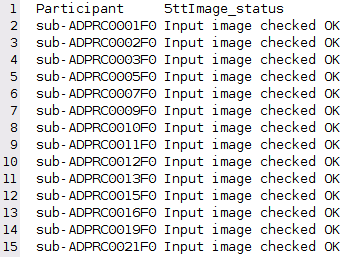 1 Participant 5ttImage_status
2 sub-ADPRC0001F0 Input image checked OK
3 sub-ADPRC0002F0 Input image checked OK
4 sub-ADPRC0003F0 Input image checked OK
5 sub-ADPRC0005F0 Input image checked OK
6 sub-ADPRC0007F0 Input image checked OK
7 sub-ADPRC0009F0 Input image checked OK
8 sub-ADPRC0010F0 Input image checked OK
9 sub-ADPRC0011F0 Input image checked OK
10 sub-ADPRC0012F0 Input image checked OK
11 sub-ADPRC0013F0 Input image checked OK
12 sub-ADPRC0015F0 Input image checked OK
13 sub-ADPRC0016F0 Input image checked OK
14 sub-ADPRC0019F0 Input image checked OK
15 sub-ADPRC0021F0 Input image checked OK